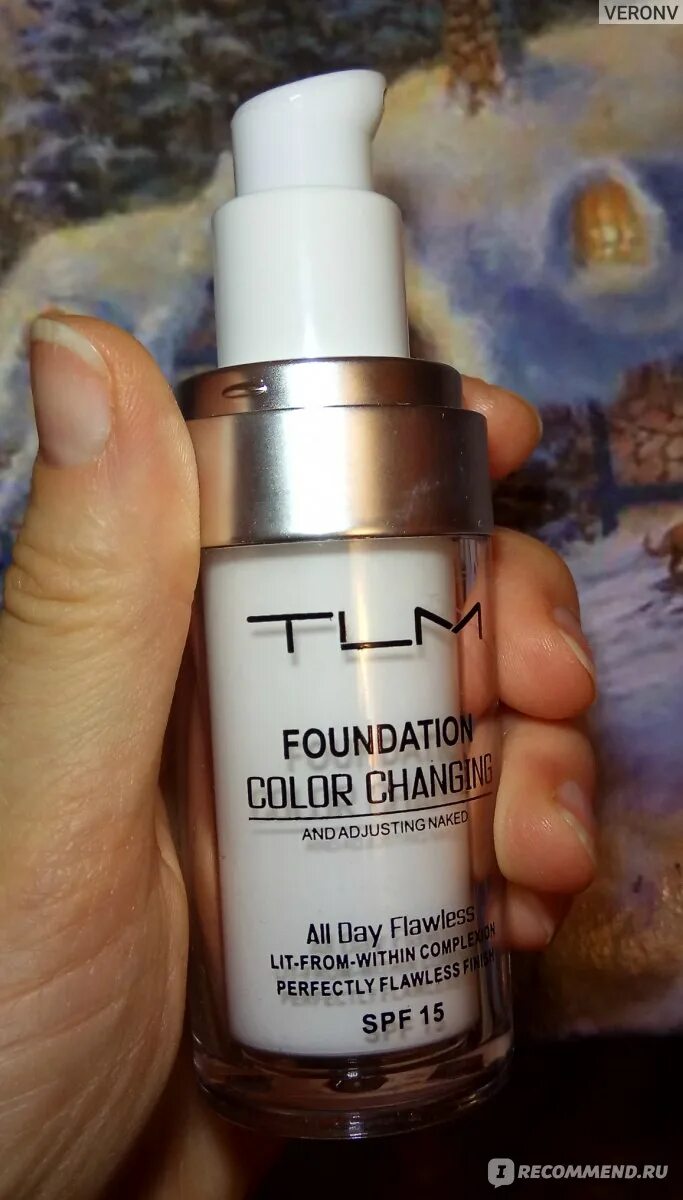 VERONV
TLM
FOUNDATION
COLOR CHANGING
AND ADJUSTING NAKED
All Day Flawless
LIT-FROM-WITHIN COMPLEXION
PERFECTLY FLAWLESS FINISH
SPF 15
IRECOMMEND.RU